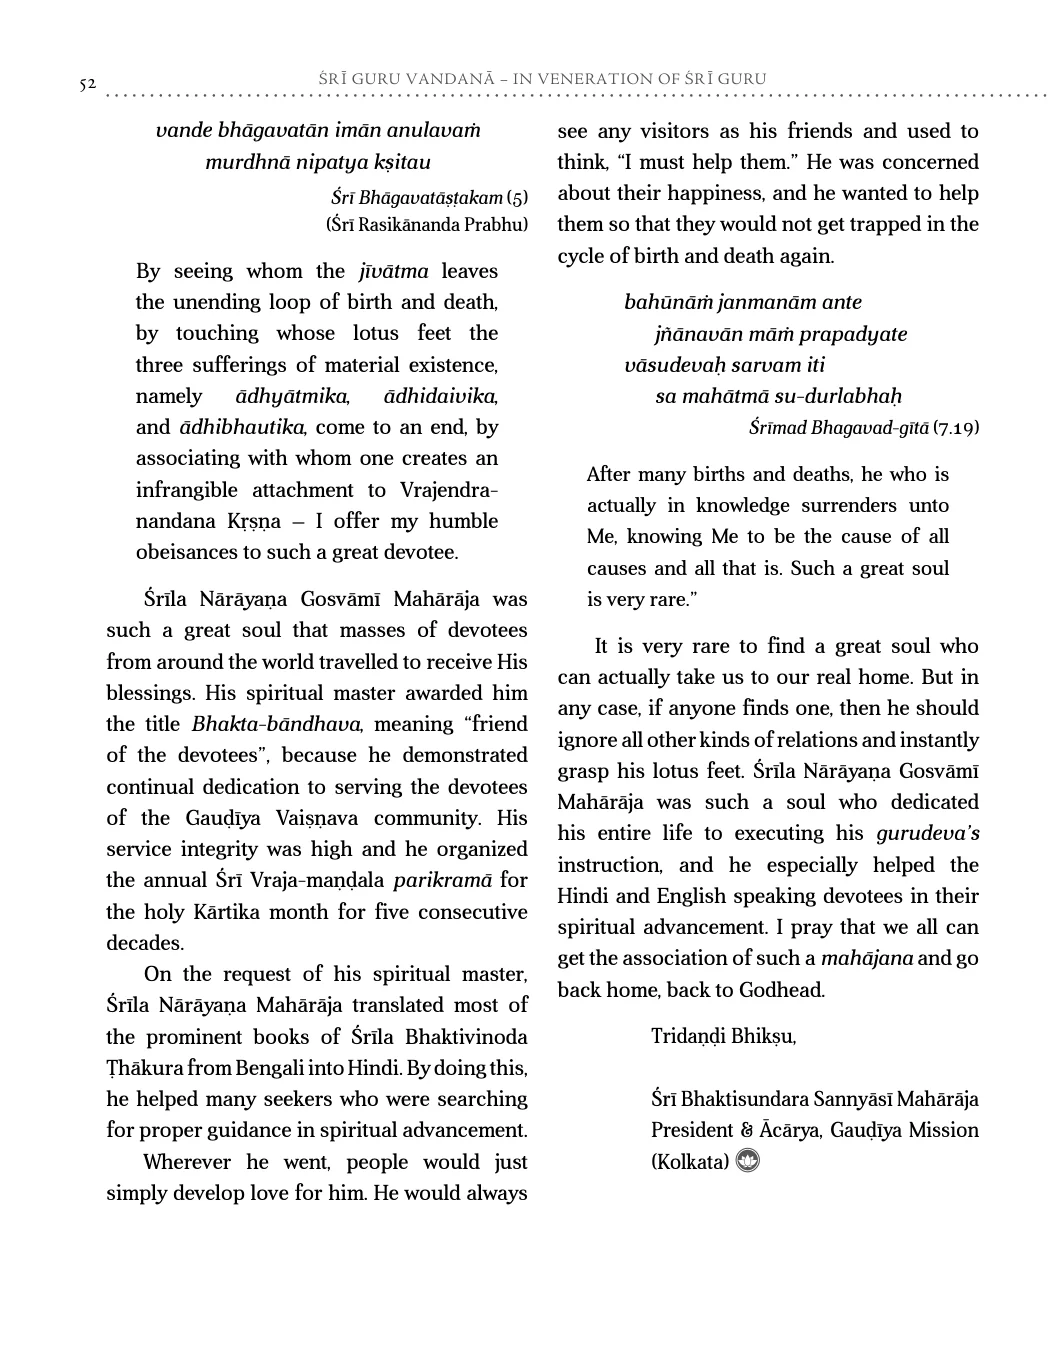 52
ŚRĪ GURU VANDANĀ – IN VENERATION OF ŚRĪ GURU
vande bhāgavatān imān anulavaṁ
murdhnā nipatya kṣitau
Śrī Bhāgavatāṣṭakam (5)
(Śrī Rasikānanda Prabhu)
By seeing whom the jīvātma leaves
the unending loop of birth and death,
by touching whose lotus feet the
three sufferings of material existence,
namely ādhyātmika, ādhidaivika,
and ādhibhautika, come to an end, by
associating with whom one creates an
infrangible attachment to Vrajendra-
nandana Kṛṣṇa – I offer my humble
obeisances to such a great devotee.
Śrīla Nārāyaṇa Gosvāmī Mahārāja was
such a great soul that masses of devotees
from around the world travelled to receive His
blessings. His spiritual master awarded him
the title Bhakta-bāndhava, meaning “friend
of the devotees”, because he demonstrated
continual dedication to serving the devotees
of the Gauḍīya Vaiṣṇava community. His
service integrity was high and he organized
the annual Śrī Vraja-maṇḍala parikramā for
the holy Kārtika month for five consecutive
decades.
On the request of his spiritual master,
Śrīla Nārāyaṇa Mahārāja translated most of
the prominent books of Śrīla Bhaktivinoda
Ṭhākura from Bengali into Hindi. By doing this,
he helped many seekers who were searching
for proper guidance in spiritual advancement.
Wherever he went, people would just
simply develop love for him. He would always
see any visitors as his friends and used to
think, “I must help them.” He was concerned
about their happiness, and he wanted to help
them so that they would not get trapped in the
cycle of birth and death again.
bahūnāṁ janmanām ante
jñānavān māṁ prapadyate
vāsudevaḥ sarvam iti
sa mahātmā su-durlabhaḥ
Śrīmad Bhagavad-gītā (7.19)
After many births and deaths, he who is
actually in knowledge surrenders unto
Me, knowing Me to be the cause of all
causes and all that is. Such a great soul
is very rare.”
It is very rare to find a great soul who
can actually take us to our real home. But in
any case, if anyone finds one, then he should
ignore all other kinds of relations and instantly
grasp his lotus feet. Śrīla Nārāyaṇa Gosvāmī
Mahārāja was such a soul who dedicated
his entire life to executing his gurudeva’s
instruction, and he especially helped the
Hindi and English speaking devotees in their
spiritual advancement. I pray that we all can
get the association of such a mahājana and go
back home, back to Godhead.
Tridaṇḍi Bhikṣu,
Śrī Bhaktisundara Sannyāsī Mahārāja
President & Ācārya, Gauḍīya Mission
(Kolkata)